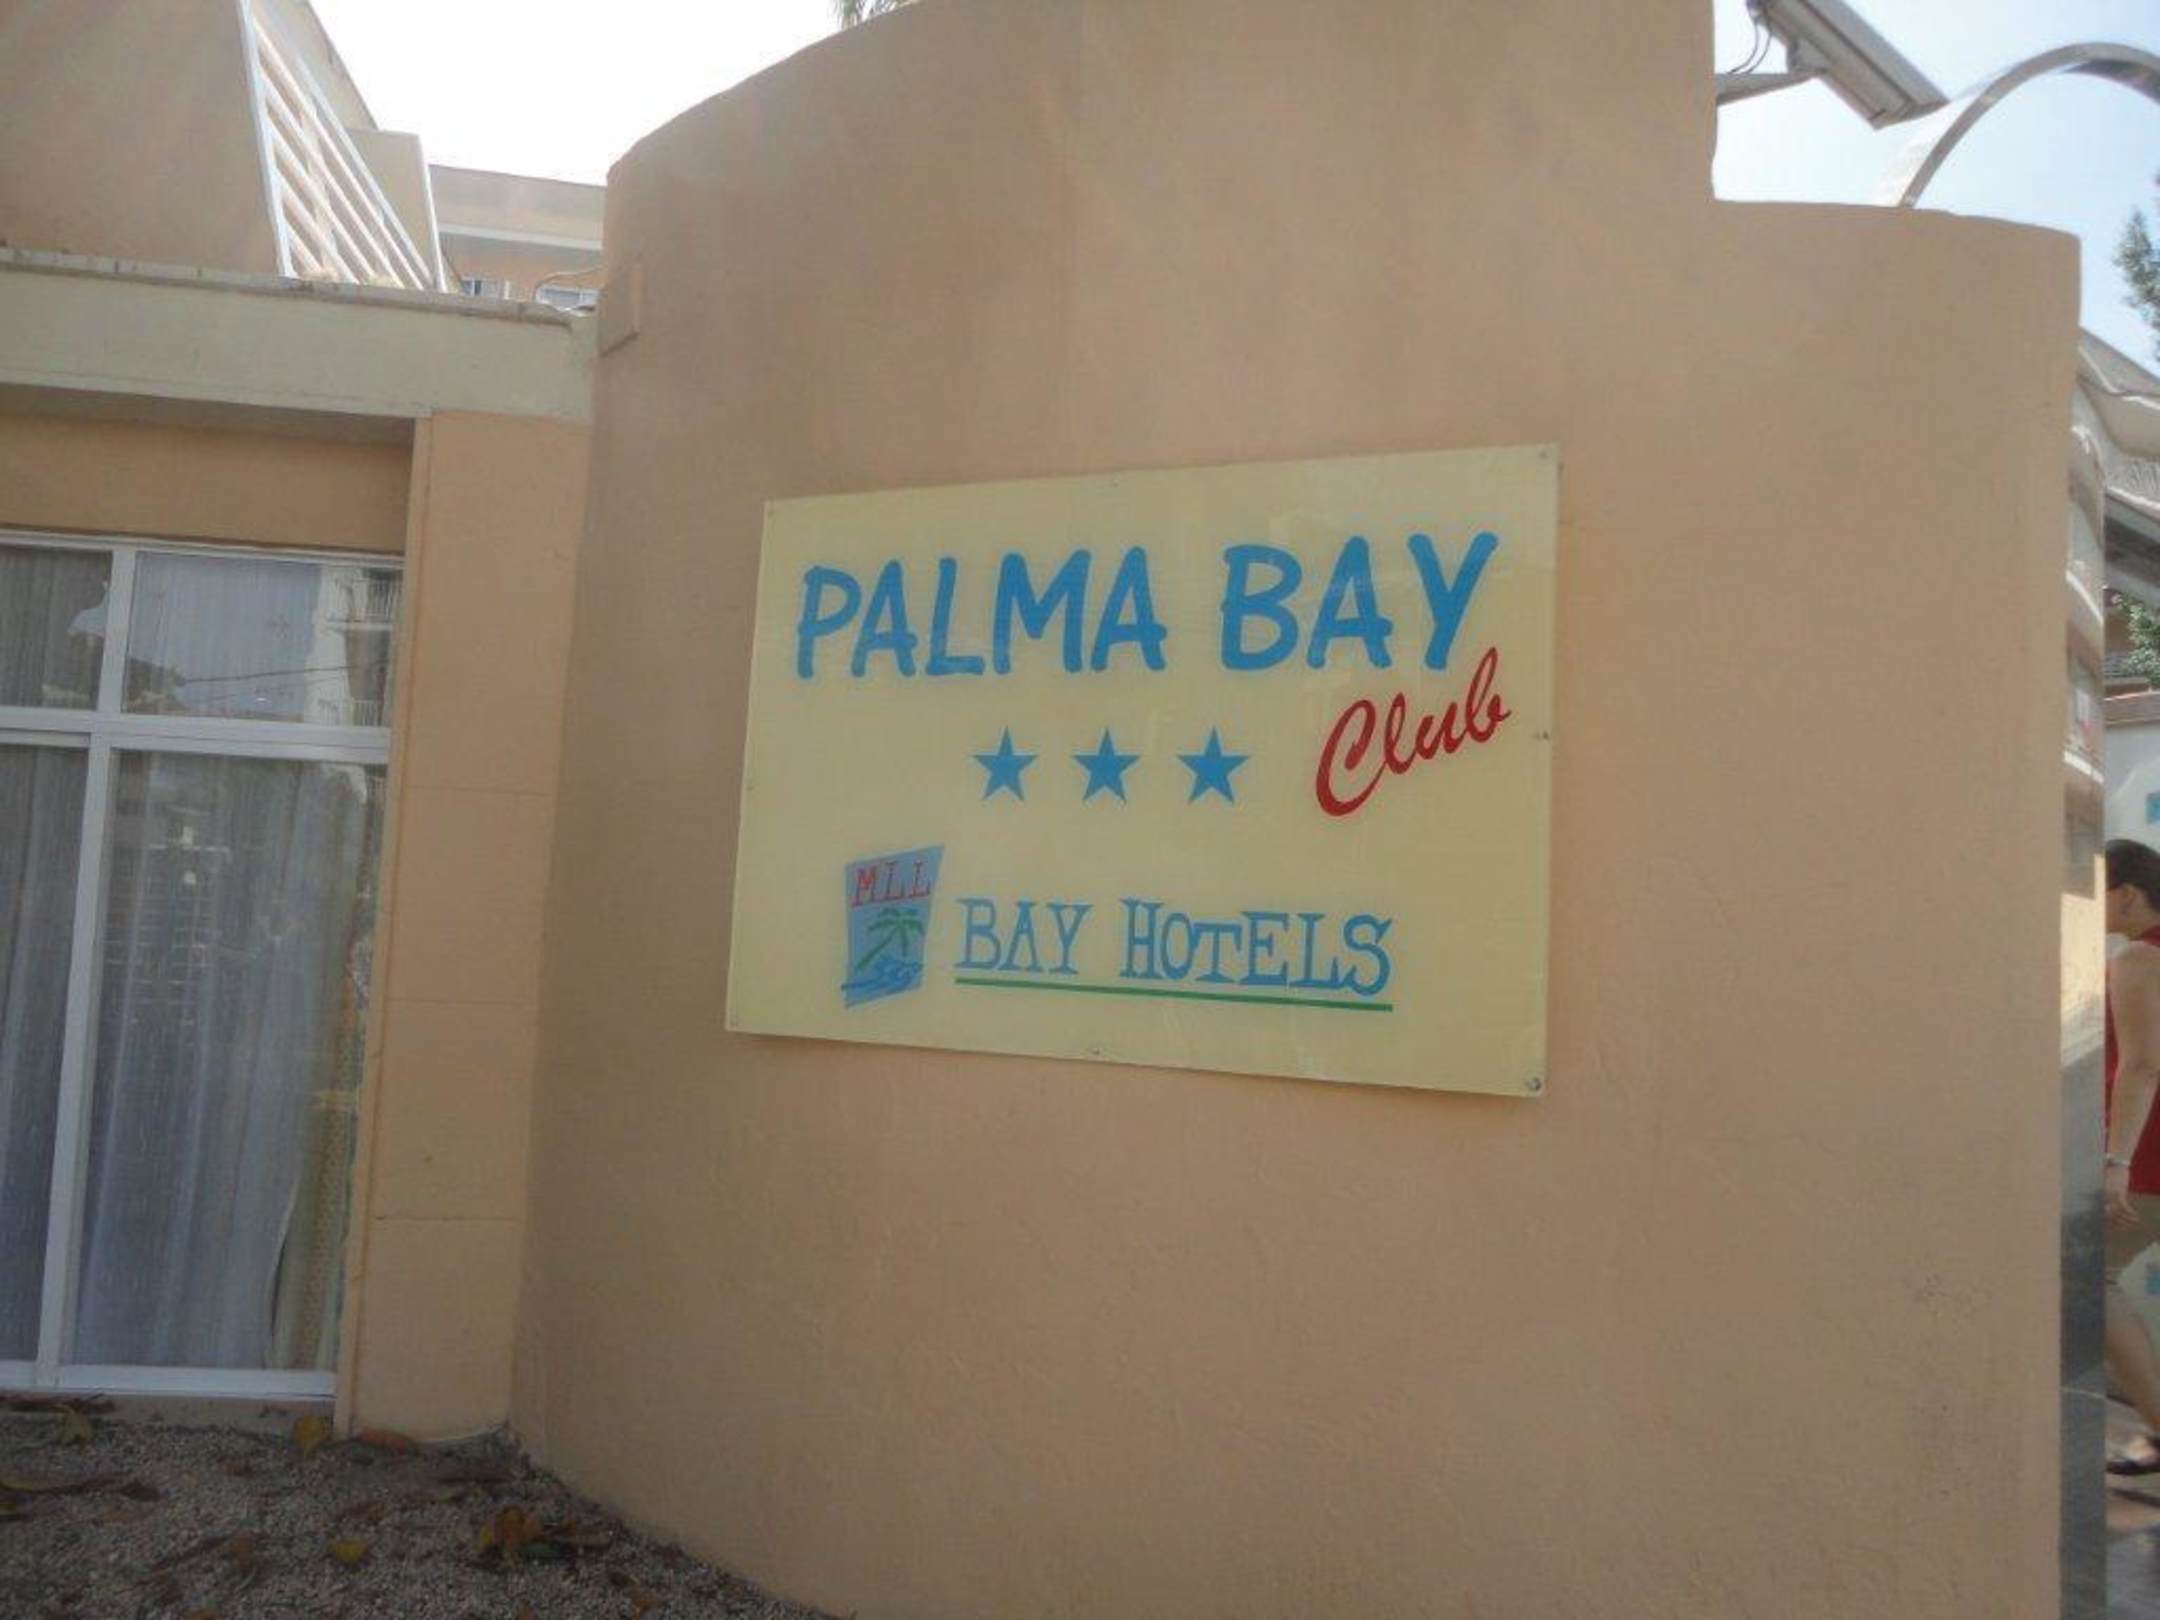 PALMA BAY
Club
★ ★ ★
MLL
BAY HOTELS